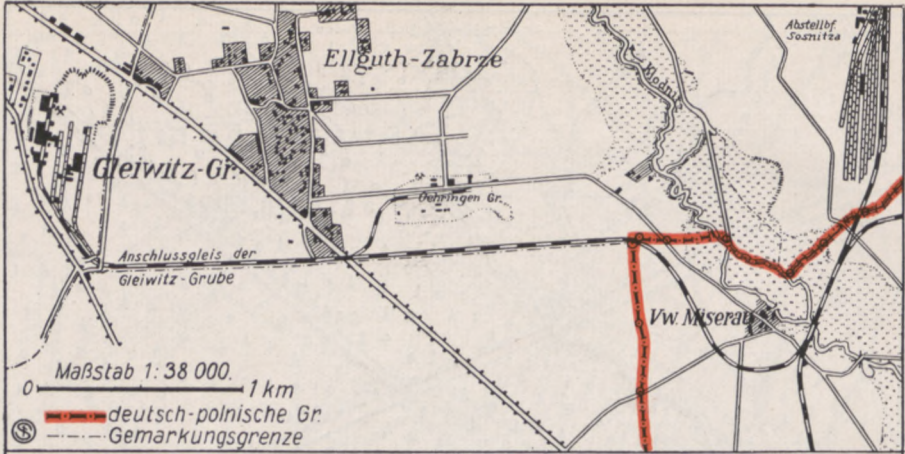 Abstellbf.
Sosnitza
Ellguth-Zabrze
Klodnitz
Gleiwitz-Gr.
Oehringen Gr.
Anschlussgleis der
Gleiwitz-Grube
Vw. Miserau
Maßstab 1:38 000.
0 1 km
deutsch-polnische Gr.
Gemarkungsgrenze